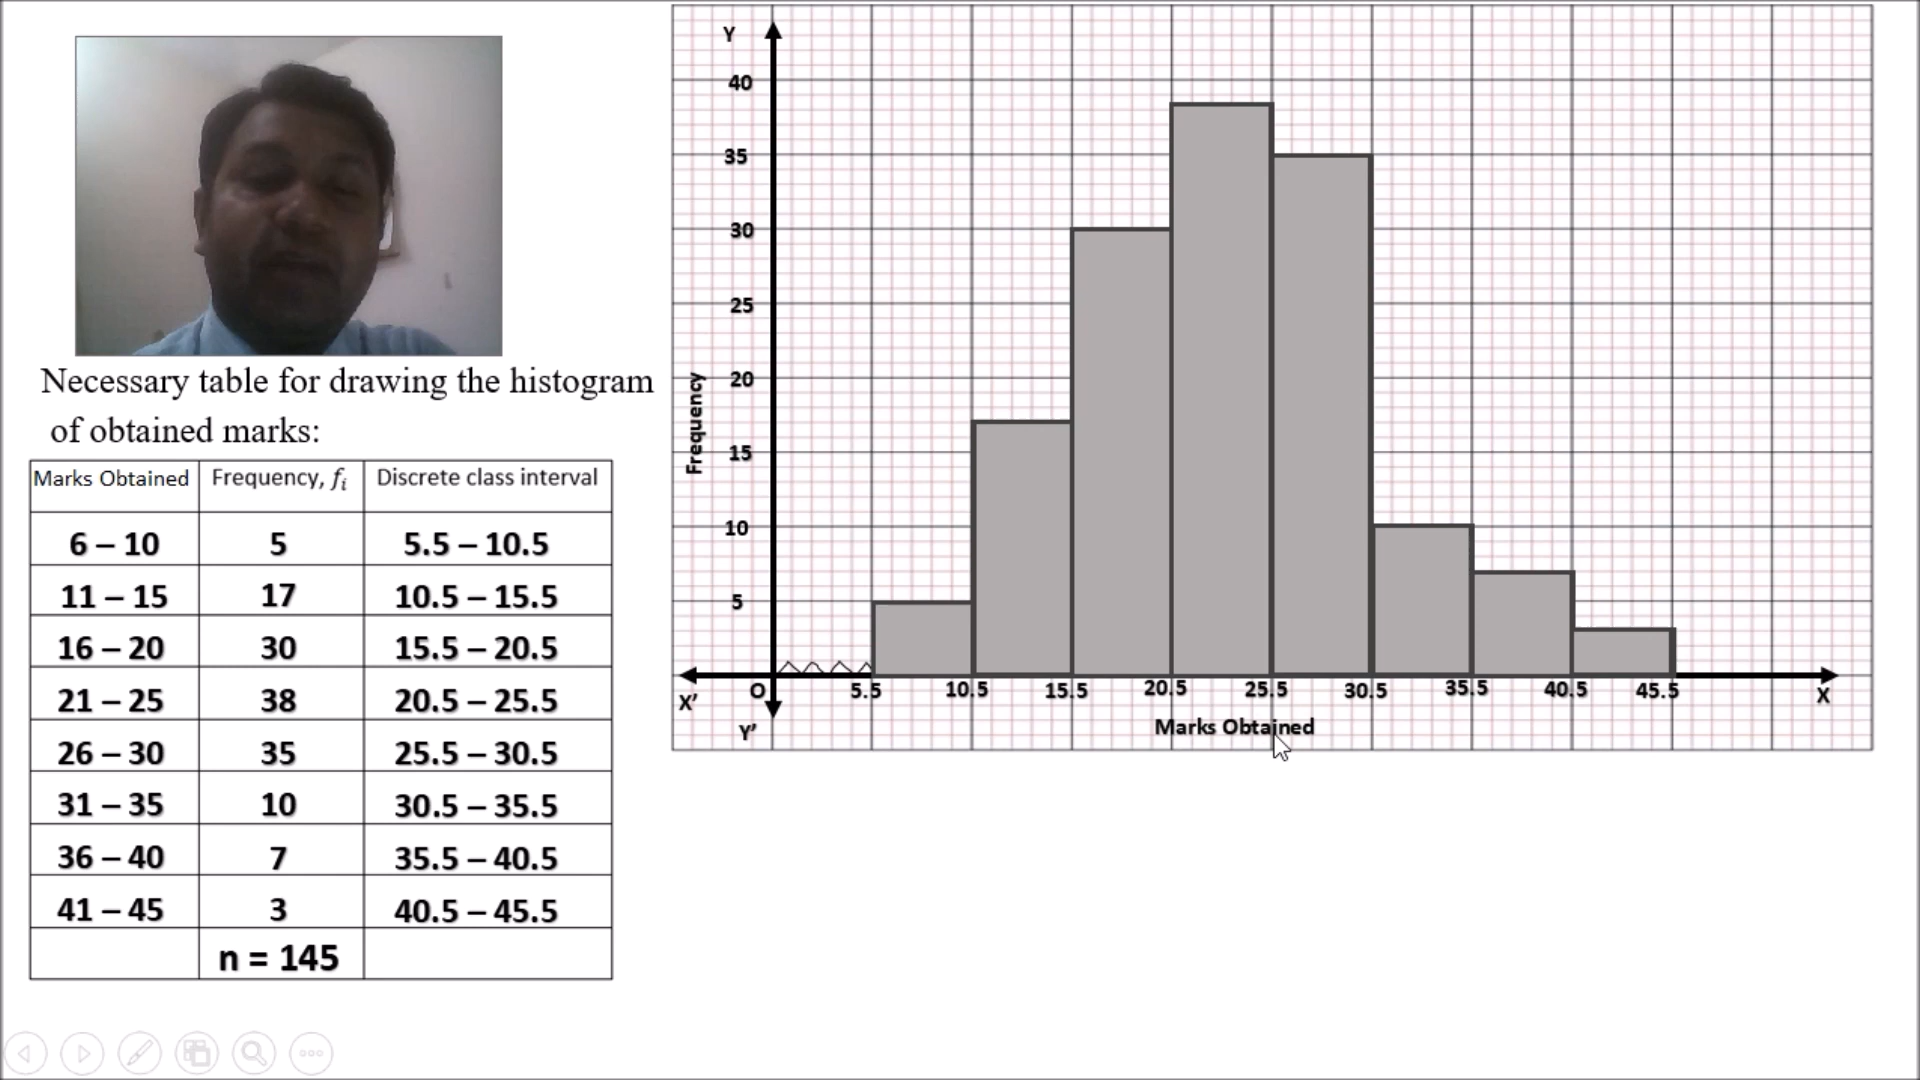 Necessary table for drawing the histogram
of obtained marks:
Marks Obtained Frequency, fᵢ Discrete class interval
6 – 10 5 5.5 – 10.5
11 – 15 17 10.5 – 15.5
16 – 20 30 15.5 – 20.5
21 – 25 38 20.5 – 25.5
26 – 30 35 25.5 – 30.5
31 – 35 10 30.5 – 35.5
36 – 40 7 35.5 – 40.5
41 – 45 3 40.5 – 45.5
n = 145
Y
40
35
30
25
20
15
10
5
Frequency
X' O 5.5 10.5 15.5 20.5 25.5 30.5 35.5 40.5 45.5 X
Y'
Marks Obtained